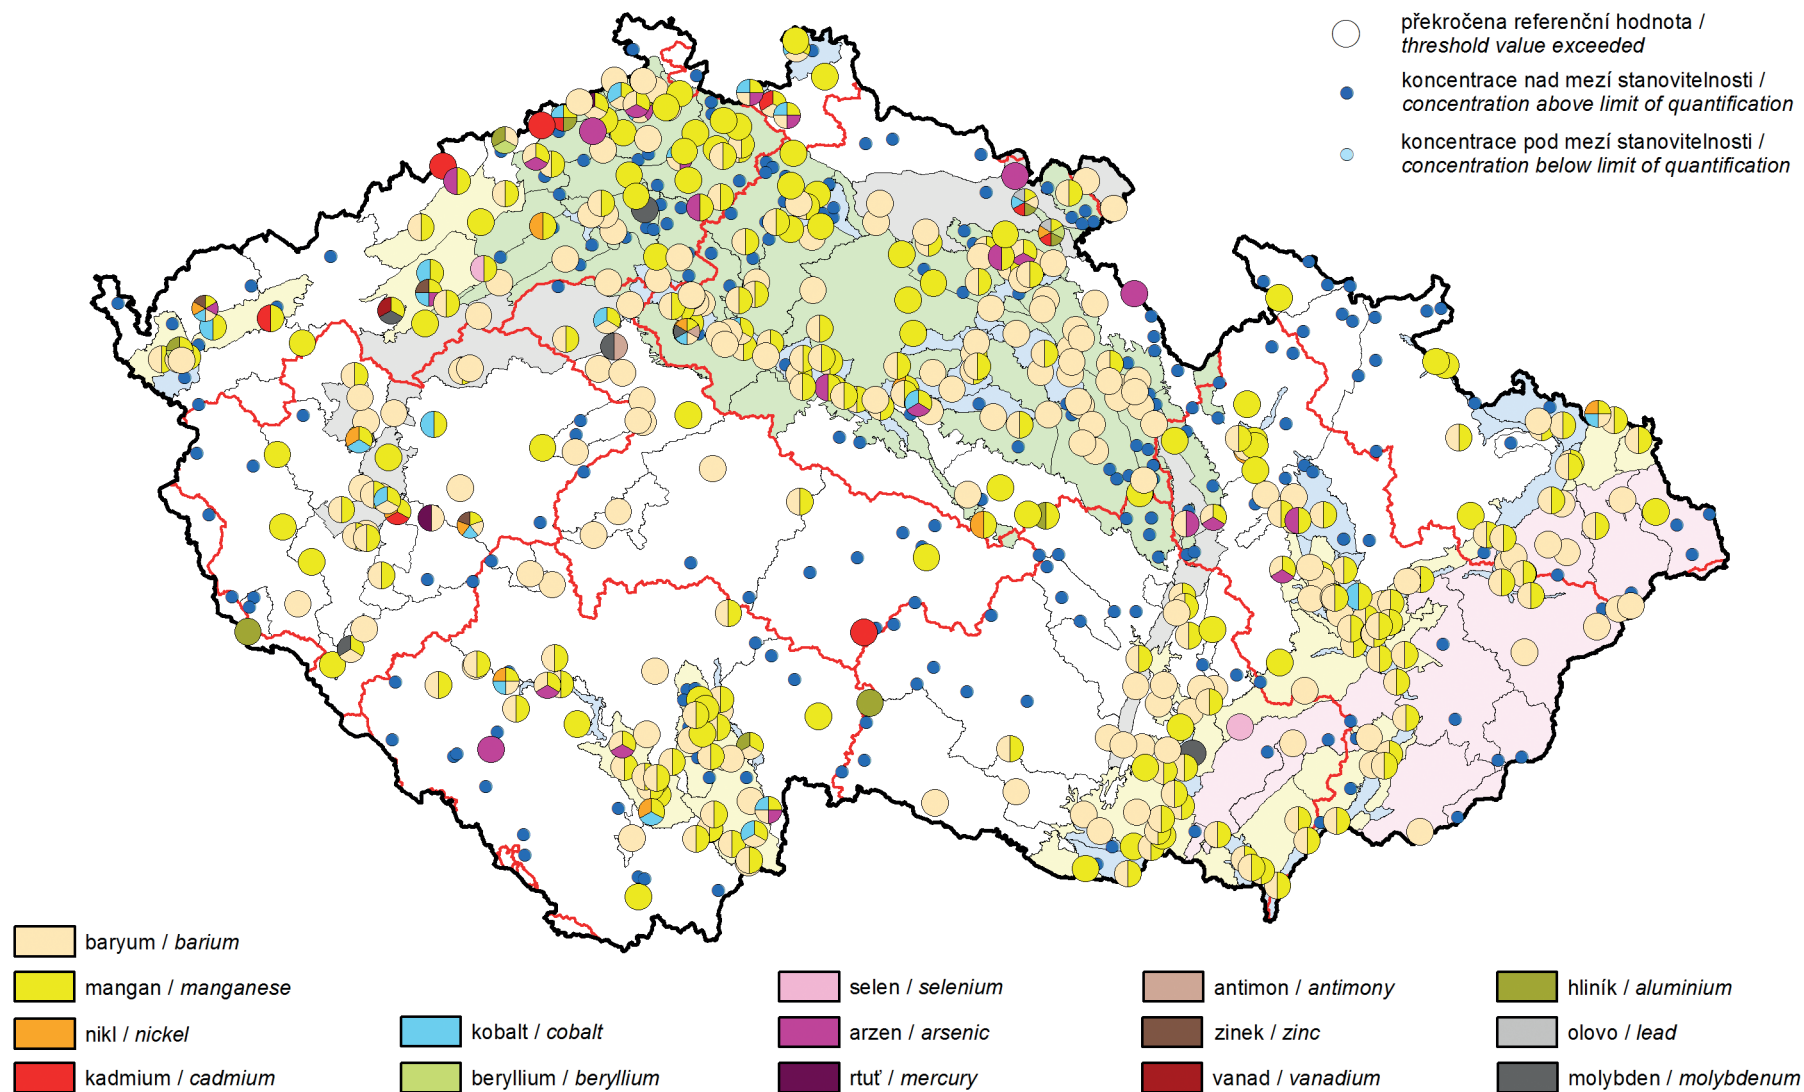 překročena referenční hodnota /
threshold value exceeded
koncentrace nad mezí stanovitelnosti /
concentration above limit of quantification
koncentrace pod mezí stanovitelnosti /
concentration below limit of quantification
baryum / barium
mangan / manganese
nikl / nickel
kadmium / cadmium
kobalt / cobalt
beryllium / beryllium
selen / selenium
arzen / arsenic
rtuť / mercury
antimon / antimony
zinek / zinc
vanad / vanadium
hliník / aluminium
olovo / lead
molybden / molybdenum